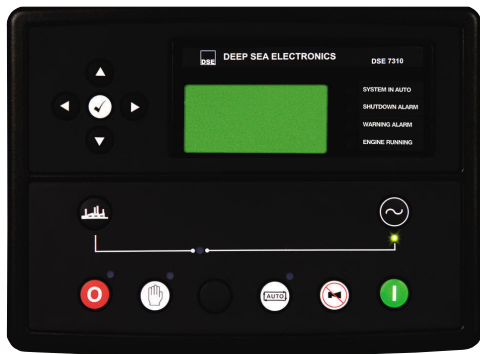 DSE
DEEP SEA ELECTRONICS
DSE 7310
SYSTEM IN AUTO
SHUTDOWN ALARM
WARNING ALARM
ENGINE RUNNING
O
AUTO
I